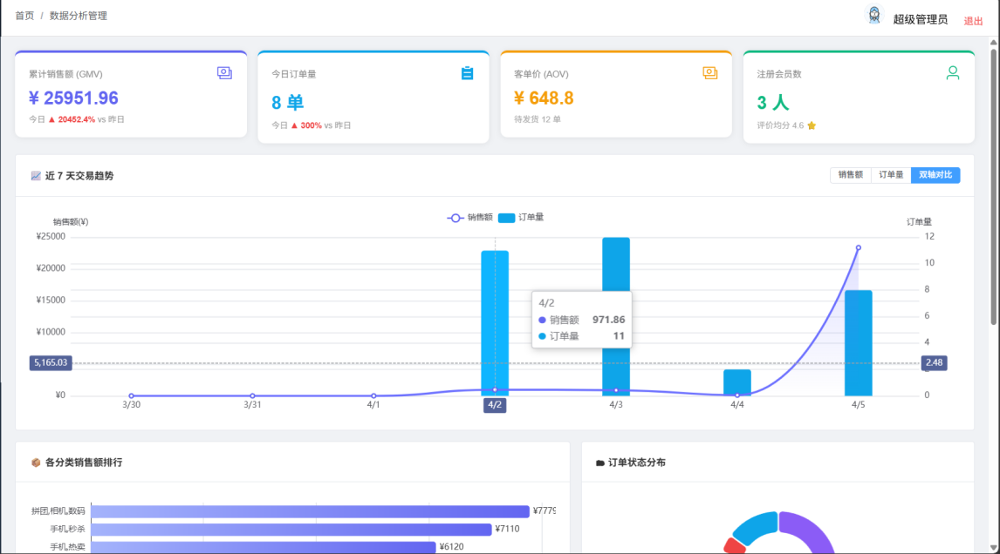 首页 / 数据分析管理
超级管理员 退出
累计销售额 (GMV)
¥ 25951.96
今日 ▲ 20452.4% vs 昨日
今日订单量
8 单
今日 ▲ 300% vs 昨日
客单价 (AOV)
¥ 648.8
待发货 12 单
注册会员数
3 人
评价均分 4.6
近 7 天交易趋势
销售额 订单量 双轴对比
销售额 订单量
销售额(¥)
订单量
¥25000
¥20000
¥15000
¥10000
5,165.03
¥0
12
10
8
6
4
2.48
0
4/2
销售额 971.86
订单量 11
3/30 3/31 4/1 4/2 4/3 4/4 4/5
各分类销售额排行
拼团,相机,数码 ¥7779
手机,秒杀 ¥7110
手机,热卖 ¥6120
订单状态分布